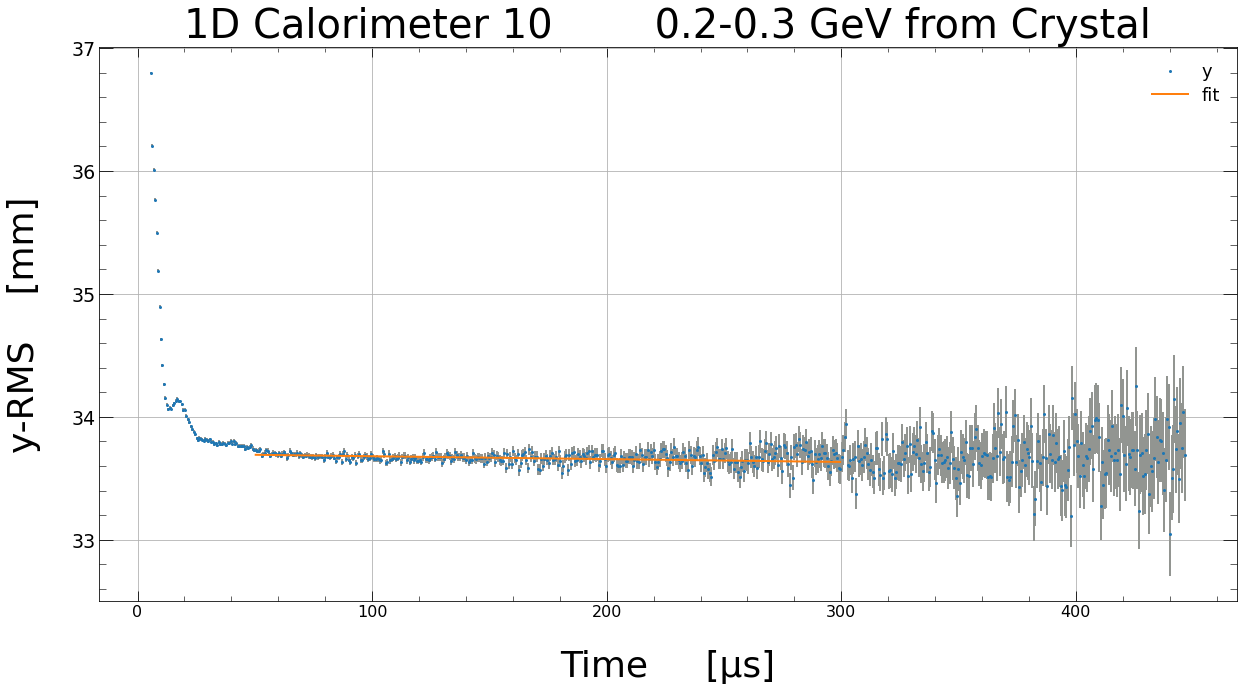 1D Calorimeter 10 0.2-0.3 GeV from Crystal
37
36
35
34
33
y-RMS [mm]
y
fit
0 100 200 300 400
Time [µs]